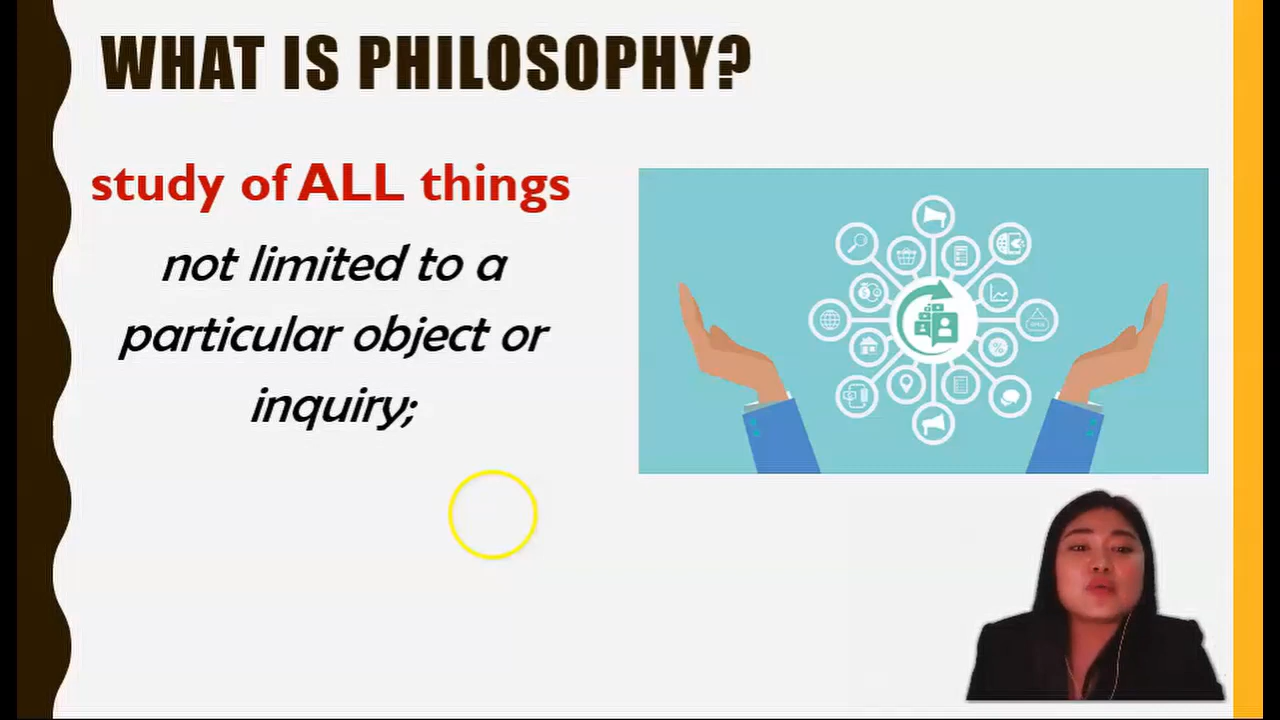 WHAT IS PHILOSOPHY?
study of ALL things
not limited to a
particular object or
inquiry;